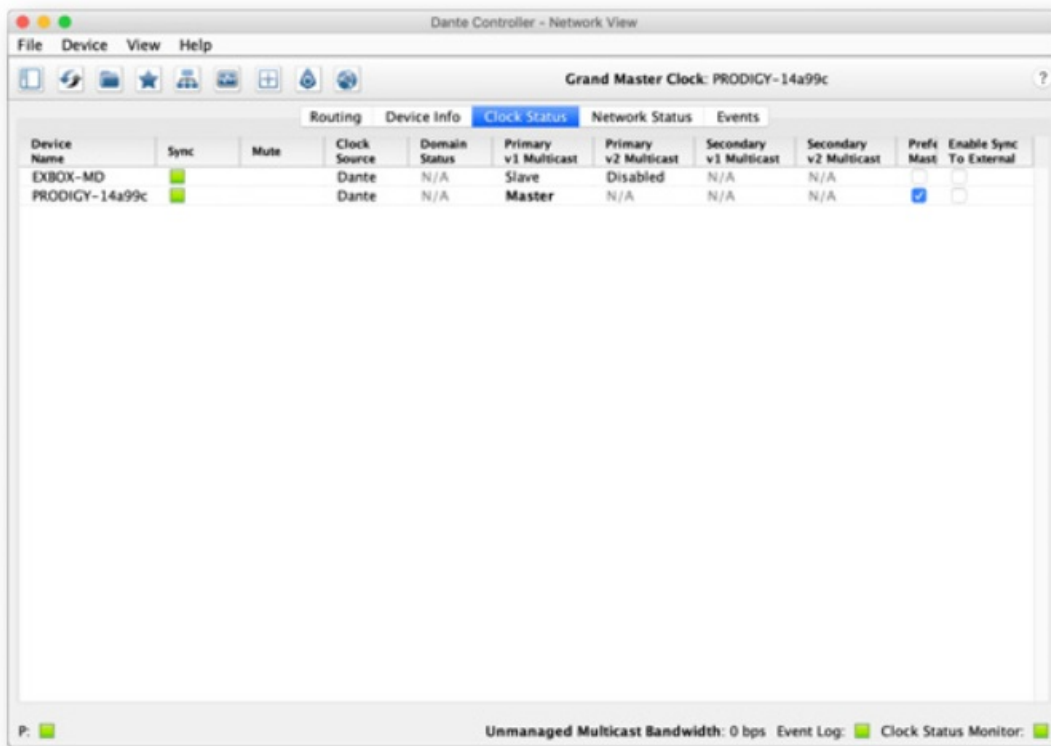 Dante Controller - Network View
File Device View Help
Grand Master Clock: PRODIGY-14a99c ?
Routing Device Info Clock Status Network Status Events
Device Name Sync Mute Clock Source Domain Status Primary v1 Multicast Primary v2 Multicast Secondary v1 Multicast Secondary v2 Multicast Prefe Mast Enable Sync To External
EXBOX-MD Dante N/A Slave Disabled N/A N/A
PRODIGY-14a99c Dante N/A Master N/A N/A N/A
P: Unmanaged Multicast Bandwidth: 0 bps Event Log: Clock Status Monitor: